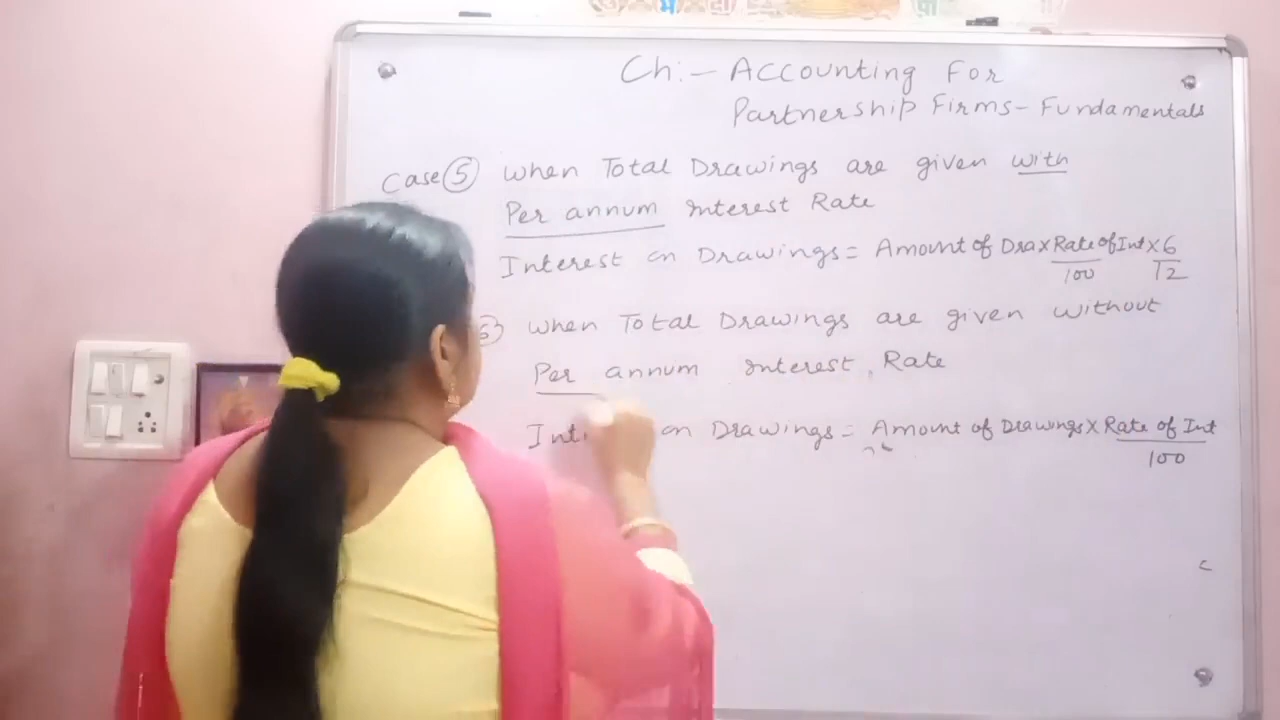 Ch:- Accounting For
Partnership Firms - Fundamentals
Case 5 when Total Drawings are given with
Per annum Interest Rate
Interest on Drawings = Amount of Dra x Rate of Int x 6
100 12
6 when Total Drawings are given without
Per annum Interest Rate
Int on Drawings = Amount of Drawings x Rate of Int
100